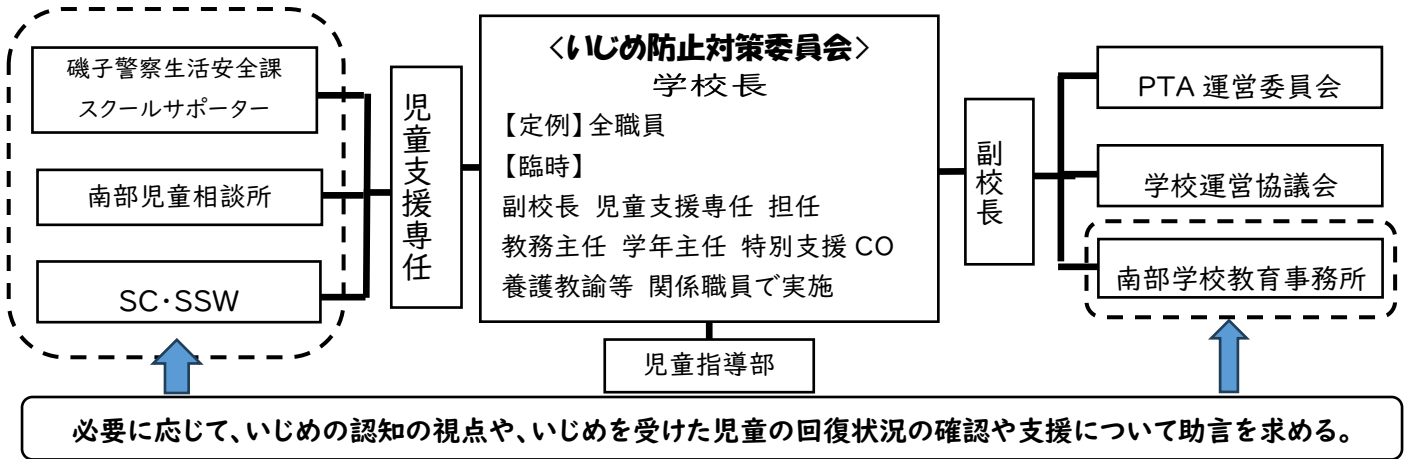 磯子警察生活安全課
スクールサポーター
南部児童相談所
SC・SSW
児童支援専任
<いじめ防止対策委員会>
学校長
【定例】全職員
【臨時】
副校長 児童支援専任 担任
教務主任 学年主任 特別支援 CO
養護教諭等 関係職員で実施
児童指導部
副校長
PTA 運営委員会
学校運営協議会
南部学校教育事務所
必要に応じて、いじめの認知の視点や、いじめを受けた児童の回復状況の確認や支援について助言を求める。